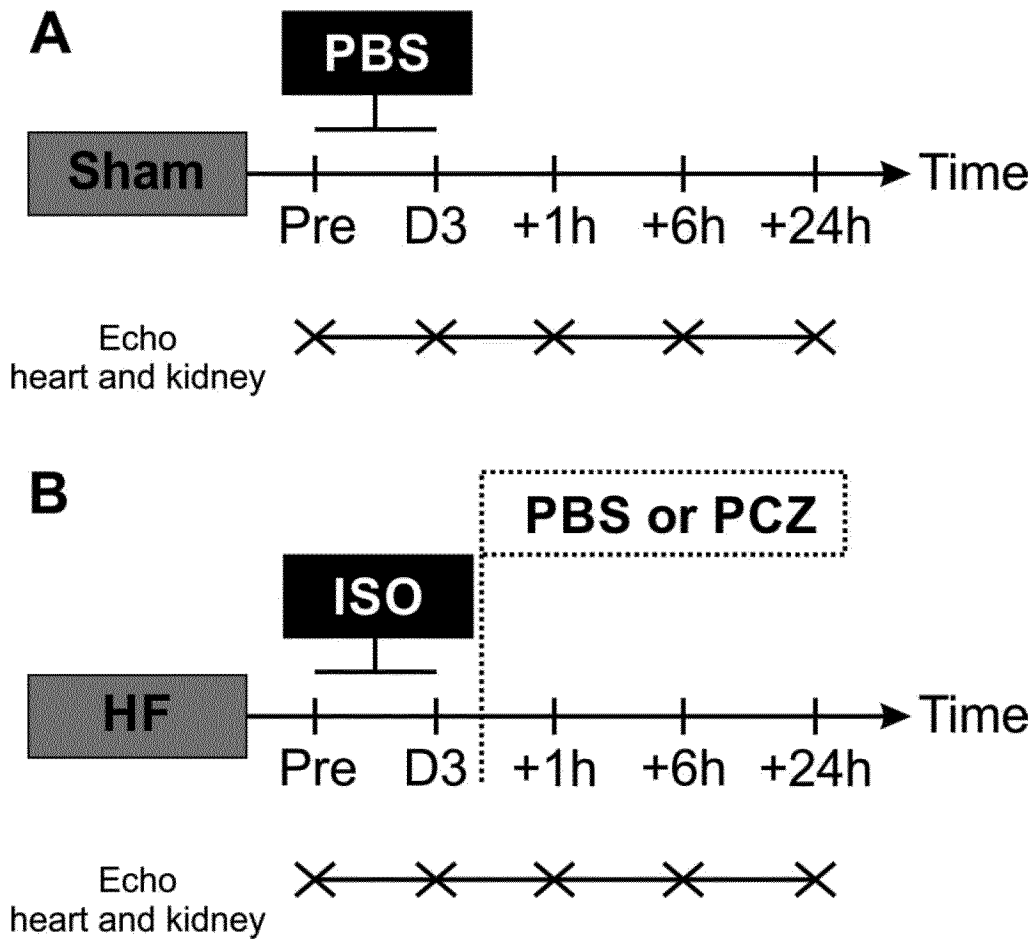 A
PBS
Sham
Time
Pre D3 +1h +6h +24h
Echo
heart and kidney
B
PBS or PCZ
ISO
HF
Time
Pre D3 +1h +6h +24h
Echo
heart and kidney